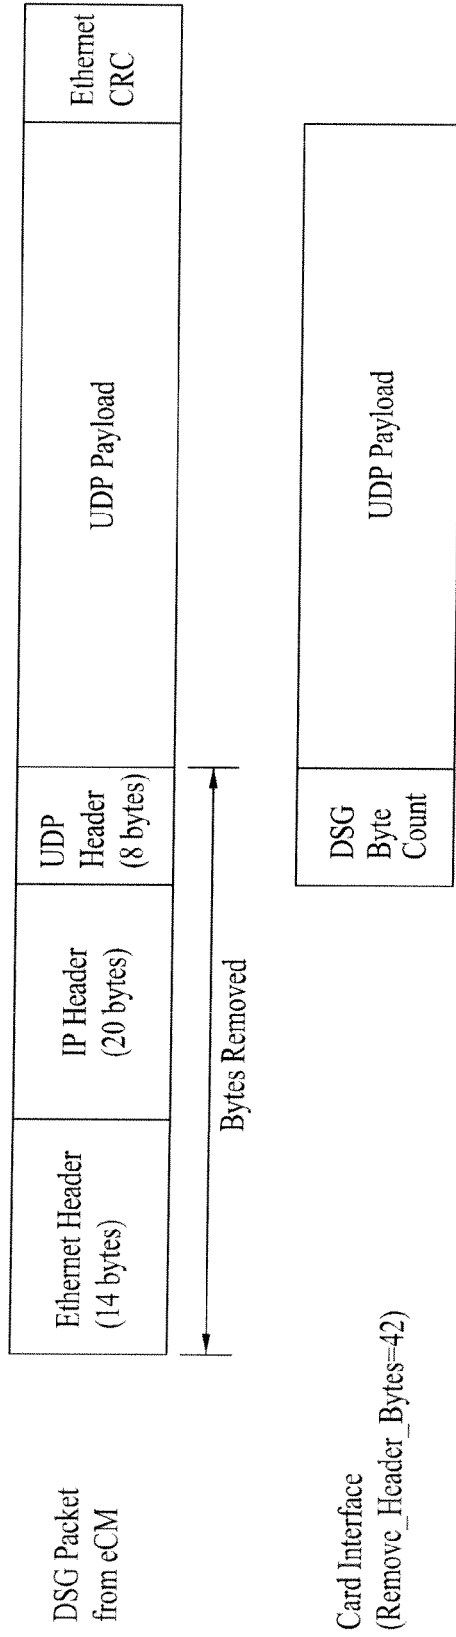 DSG Packet
from eCM
Ethernet Header
(14 bytes)
IP Header
(20 bytes)
UDP
Header
(8 bytes)
UDP Payload
Ethernet
CRC
Bytes Removed
Card Interface
(Remove_Header_Bytes=42)
DSG
Byte
Count
UDP Payload